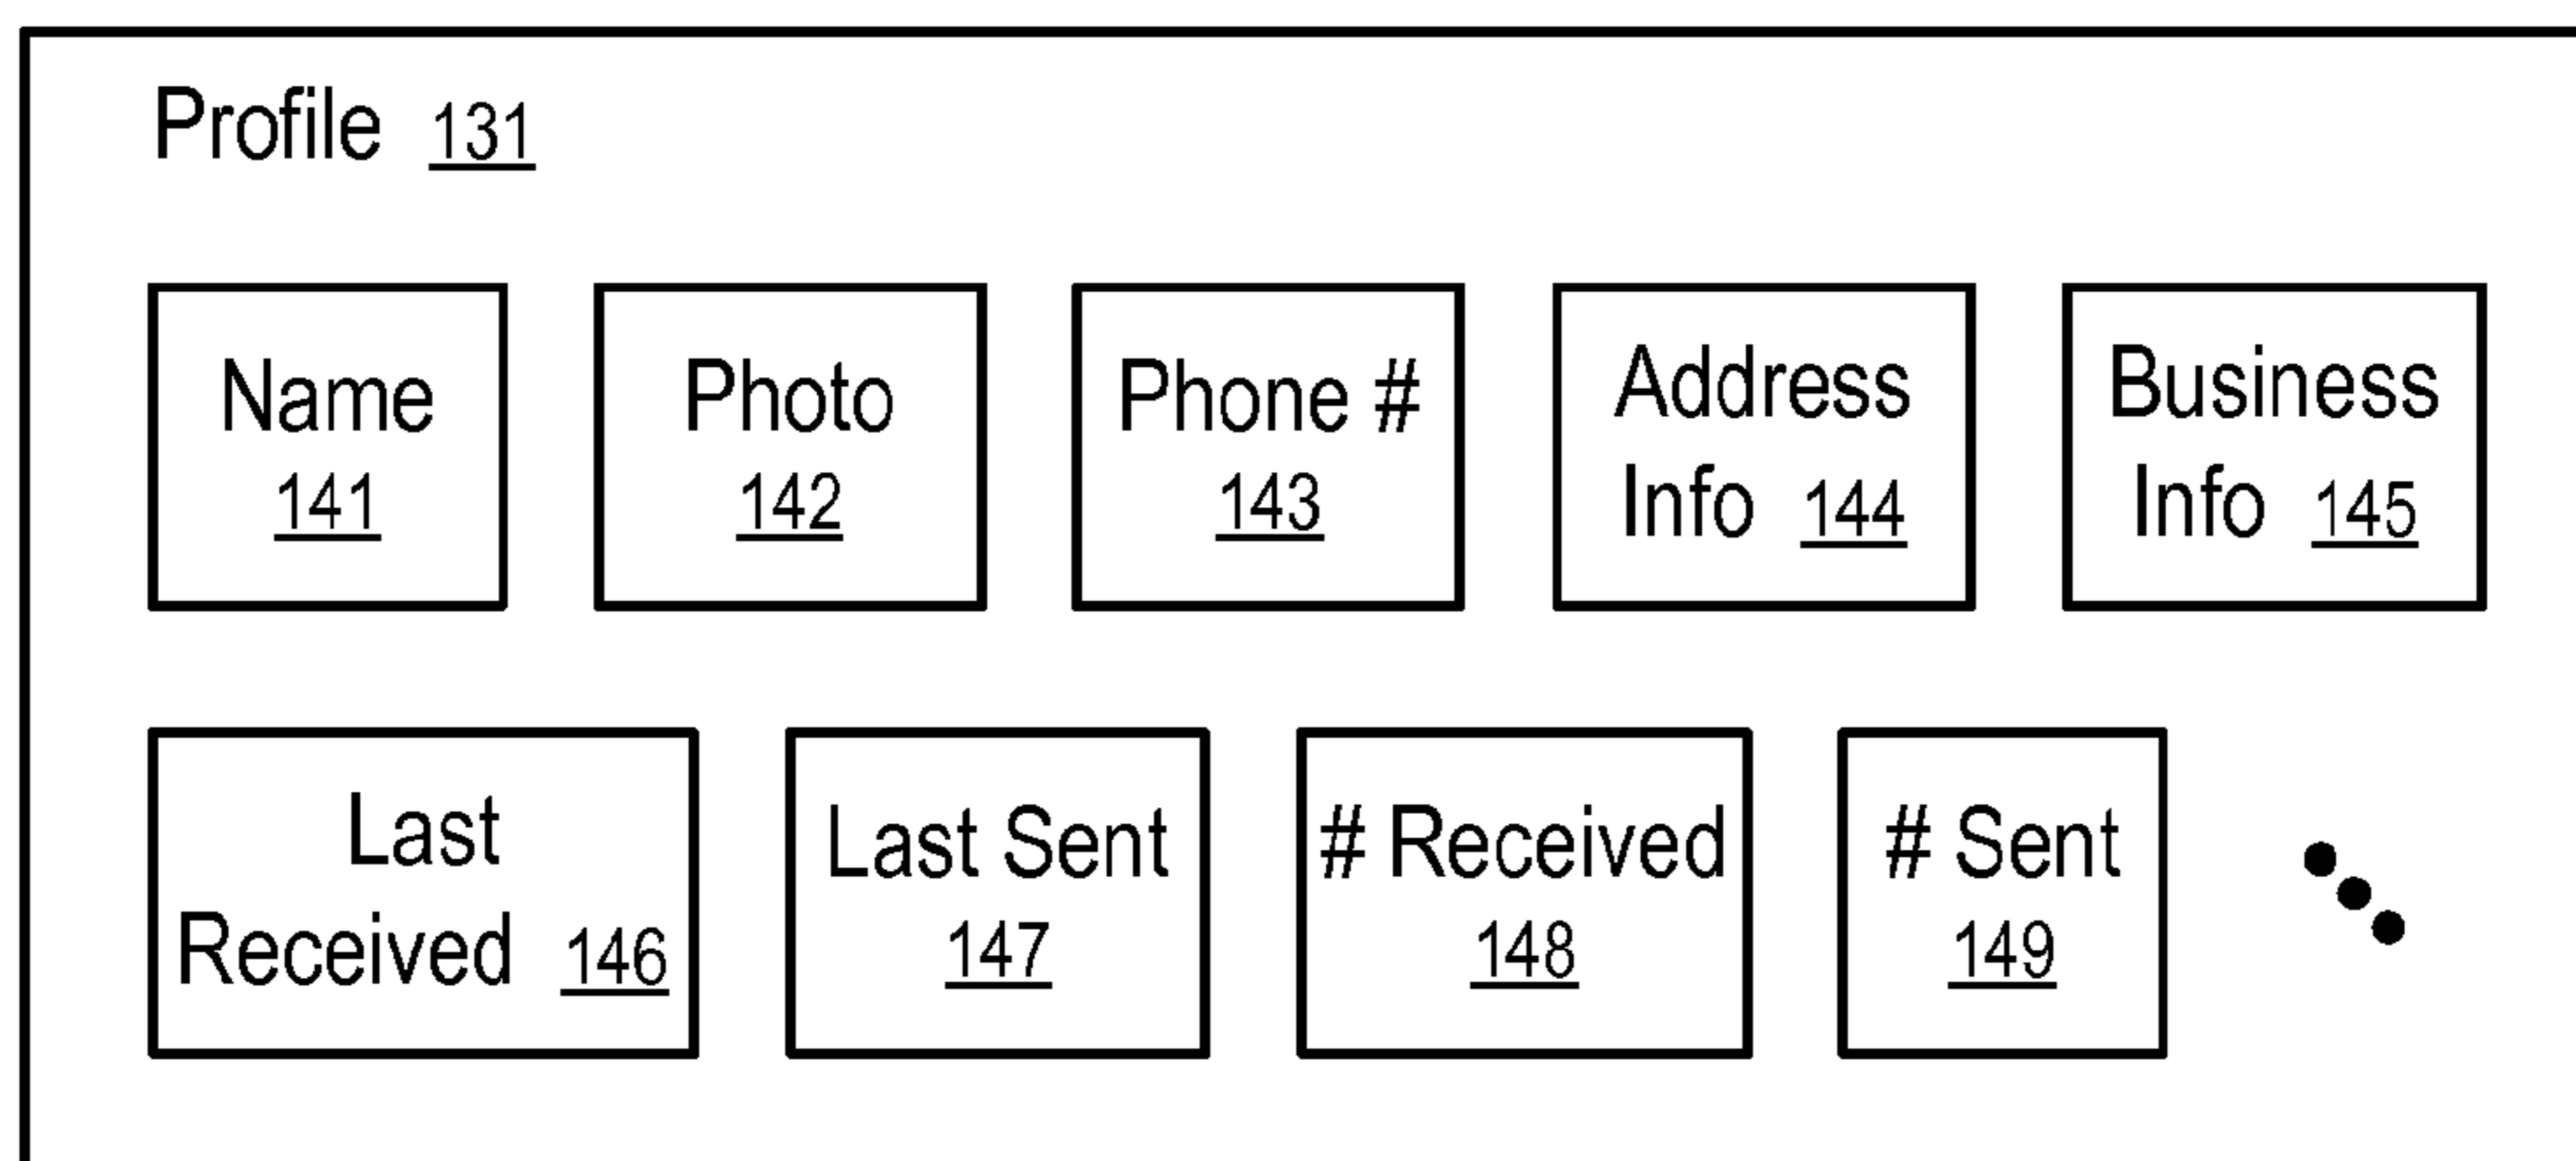 Profile 131
Name
141
Photo
142
Phone #
143
Address
Info 144
Business
Info 145
Last
Received 146
Last Sent
147
# Received
148
# Sent
149